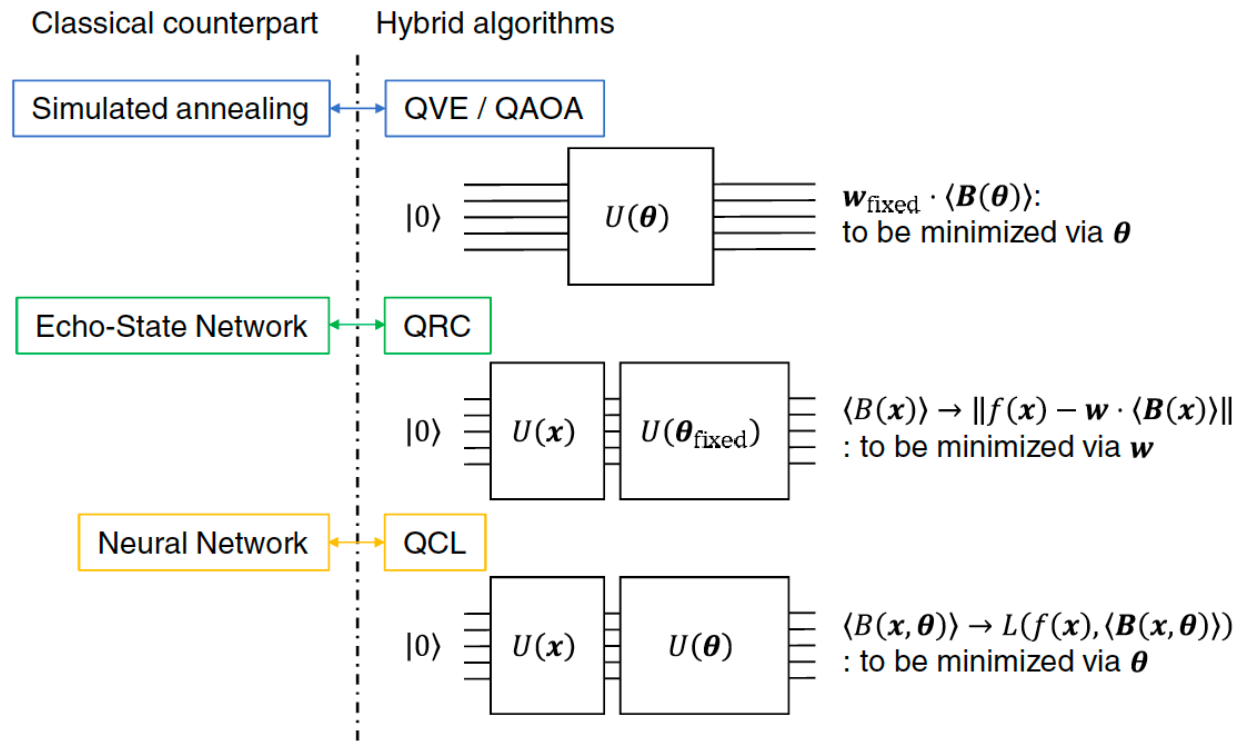 Classical counterpart
Hybrid algorithms
Simulated annealing
QVE / QAOA
|0⟩
U(θ)
w_fixed · ⟨B(θ)⟩:
to be minimized via θ
Echo-State Network
QRC
|0⟩
U(x)
U(θ_fixed)
⟨B(x)⟩ → ‖f(x) − w · ⟨B(x)⟩‖
: to be minimized via w
Neural Network
QCL
|0⟩
U(x)
U(θ)
⟨B(x, θ)⟩ → L(f(x), ⟨B(x, θ)⟩)
: to be minimized via θ